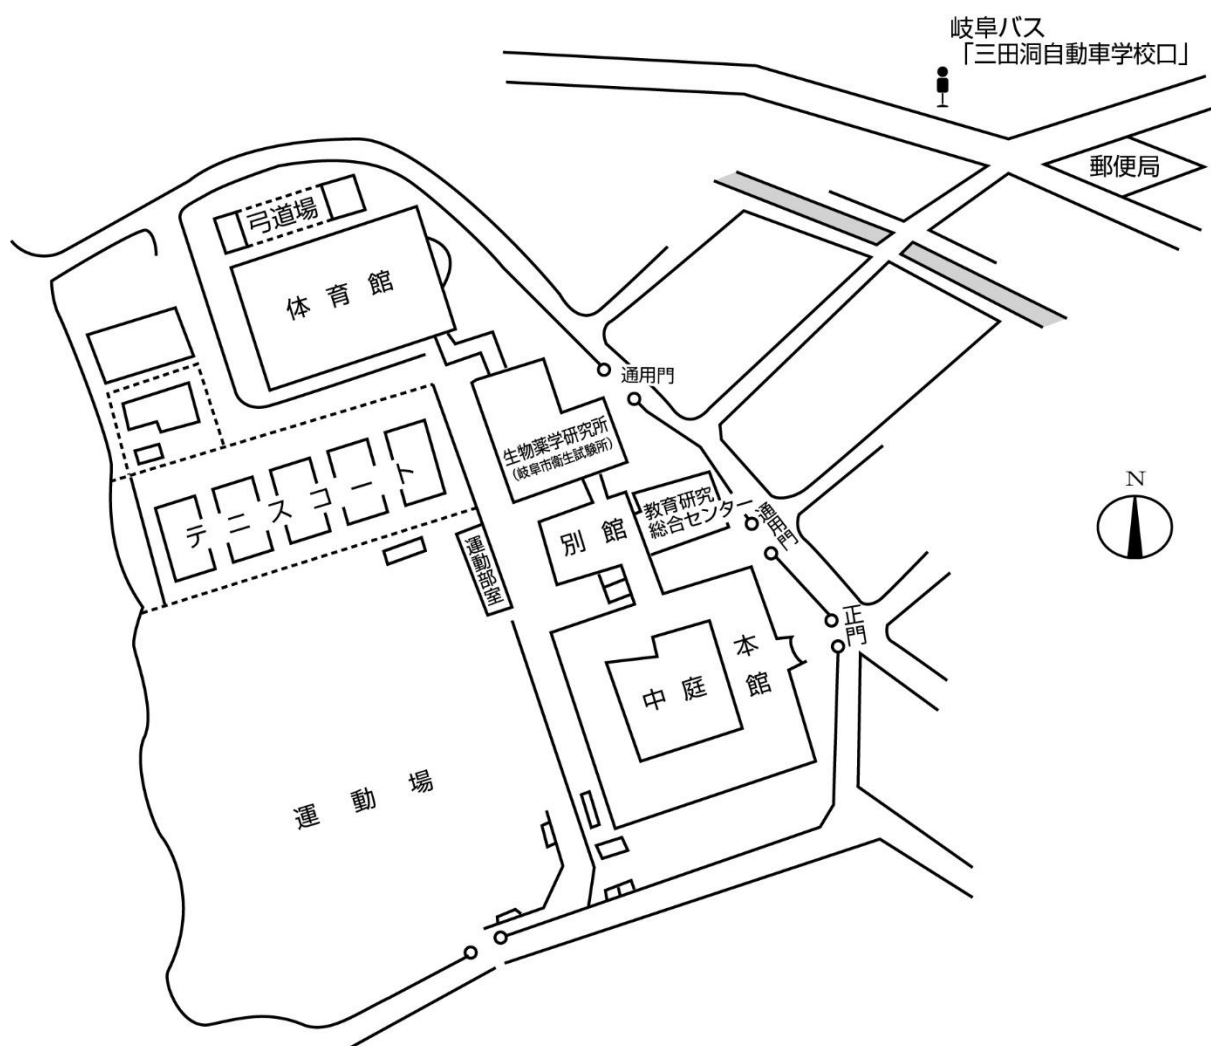 岐阜バス
「三田洞自動車学校口」
郵便局
弓道場
体育館
通用門
生物薬学研究所
（岐阜市衛生試験所）
教育研究
総合センター
通用門
テニスコート
別館
運動部室
正門
本館
中庭
運動場
N